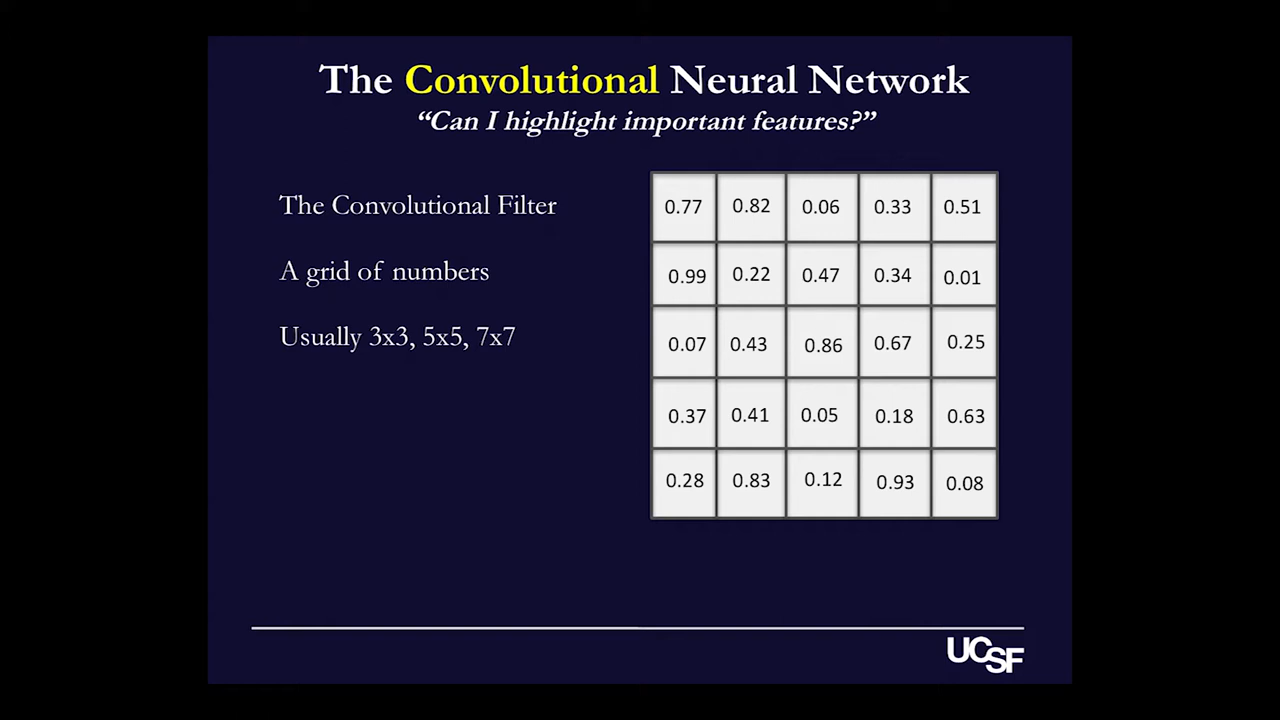 The Convolutional Neural Network
“Can I highlight important features?”
The Convolutional Filter
A grid of numbers
Usually 3x3, 5x5, 7x7
0.77 0.82 0.06 0.33 0.51
0.99 0.22 0.47 0.34 0.01
0.07 0.43 0.86 0.67 0.25
0.37 0.41 0.05 0.18 0.63
0.28 0.83 0.12 0.93 0.08
UCSF